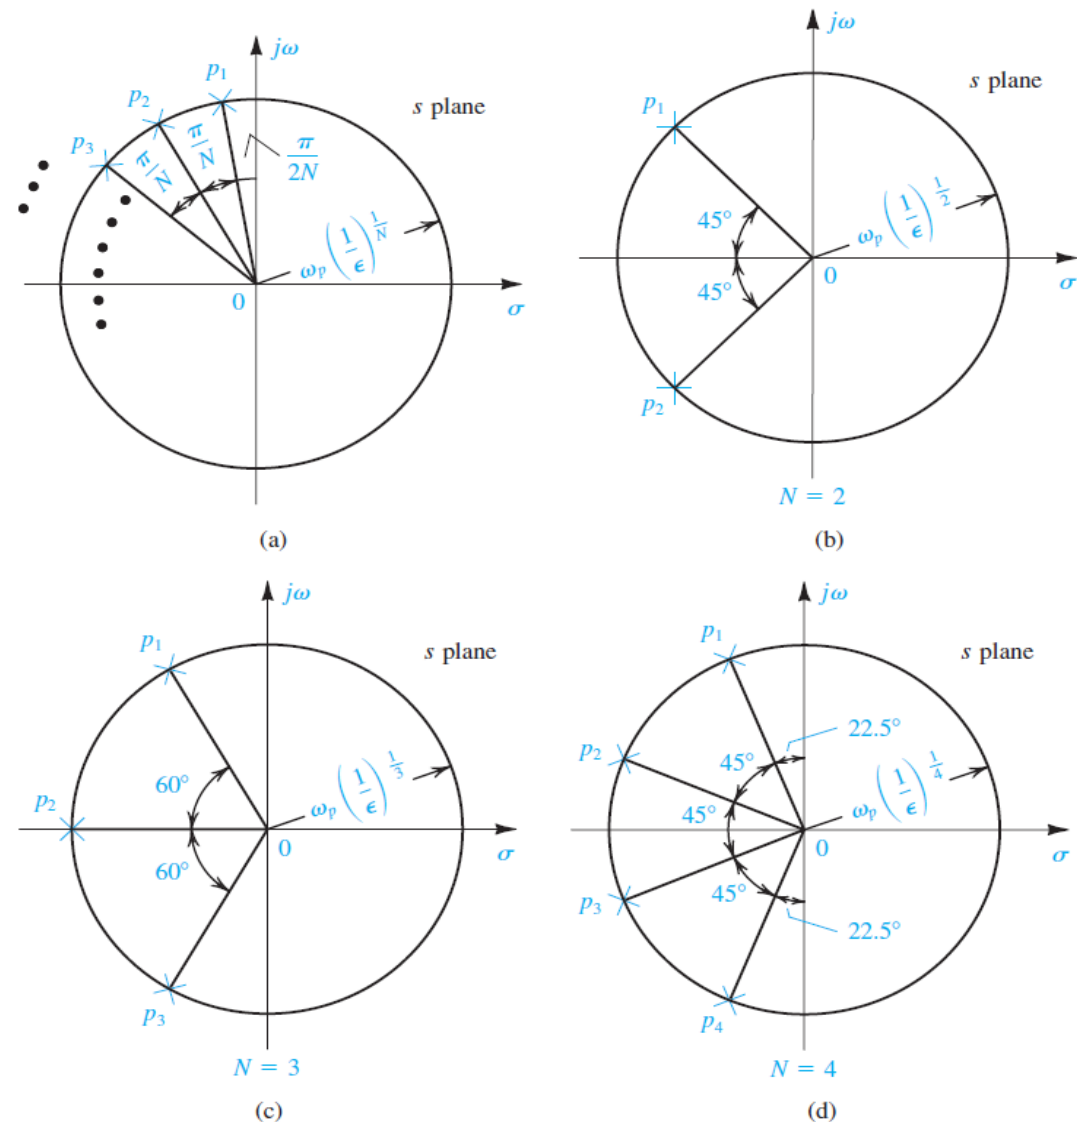 jω
p₁
p₂
s plane
p₃
π/N
π/N
π/2N
ωₚ(1/ϵ)^(1/N)
0
σ
(a)
jω
s plane
p₁
45°
ωₚ(1/ϵ)^(1/2)
0
45°
σ
p₂
N = 2
(b)
jω
p₁
s plane
60°
p₂
ωₚ(1/ϵ)^(1/3)
0
σ
60°
p₃
N = 3
(c)
jω
p₁
s plane
22.5°
p₂
45°
ωₚ(1/ϵ)^(1/4)
45°
0
σ
45°
p₃
22.5°
p₄
N = 4
(d)